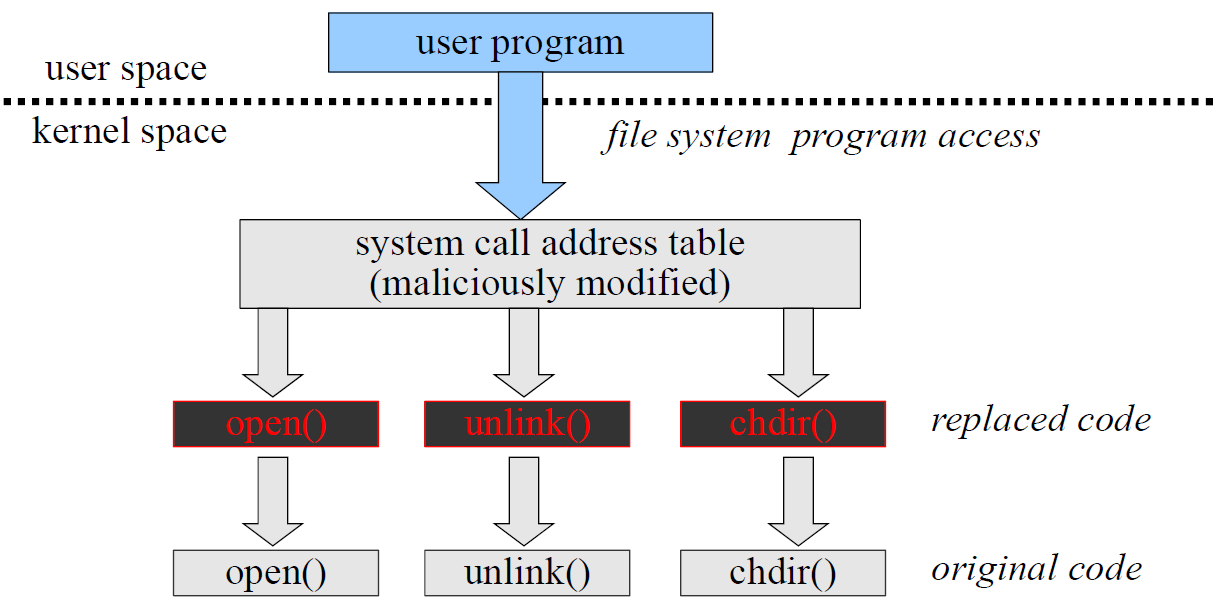 user program
user space
kernel space
file system program access
system call address table
(maliciously modified)
open() unlink() chdir() replaced code
open() unlink() chdir() original code